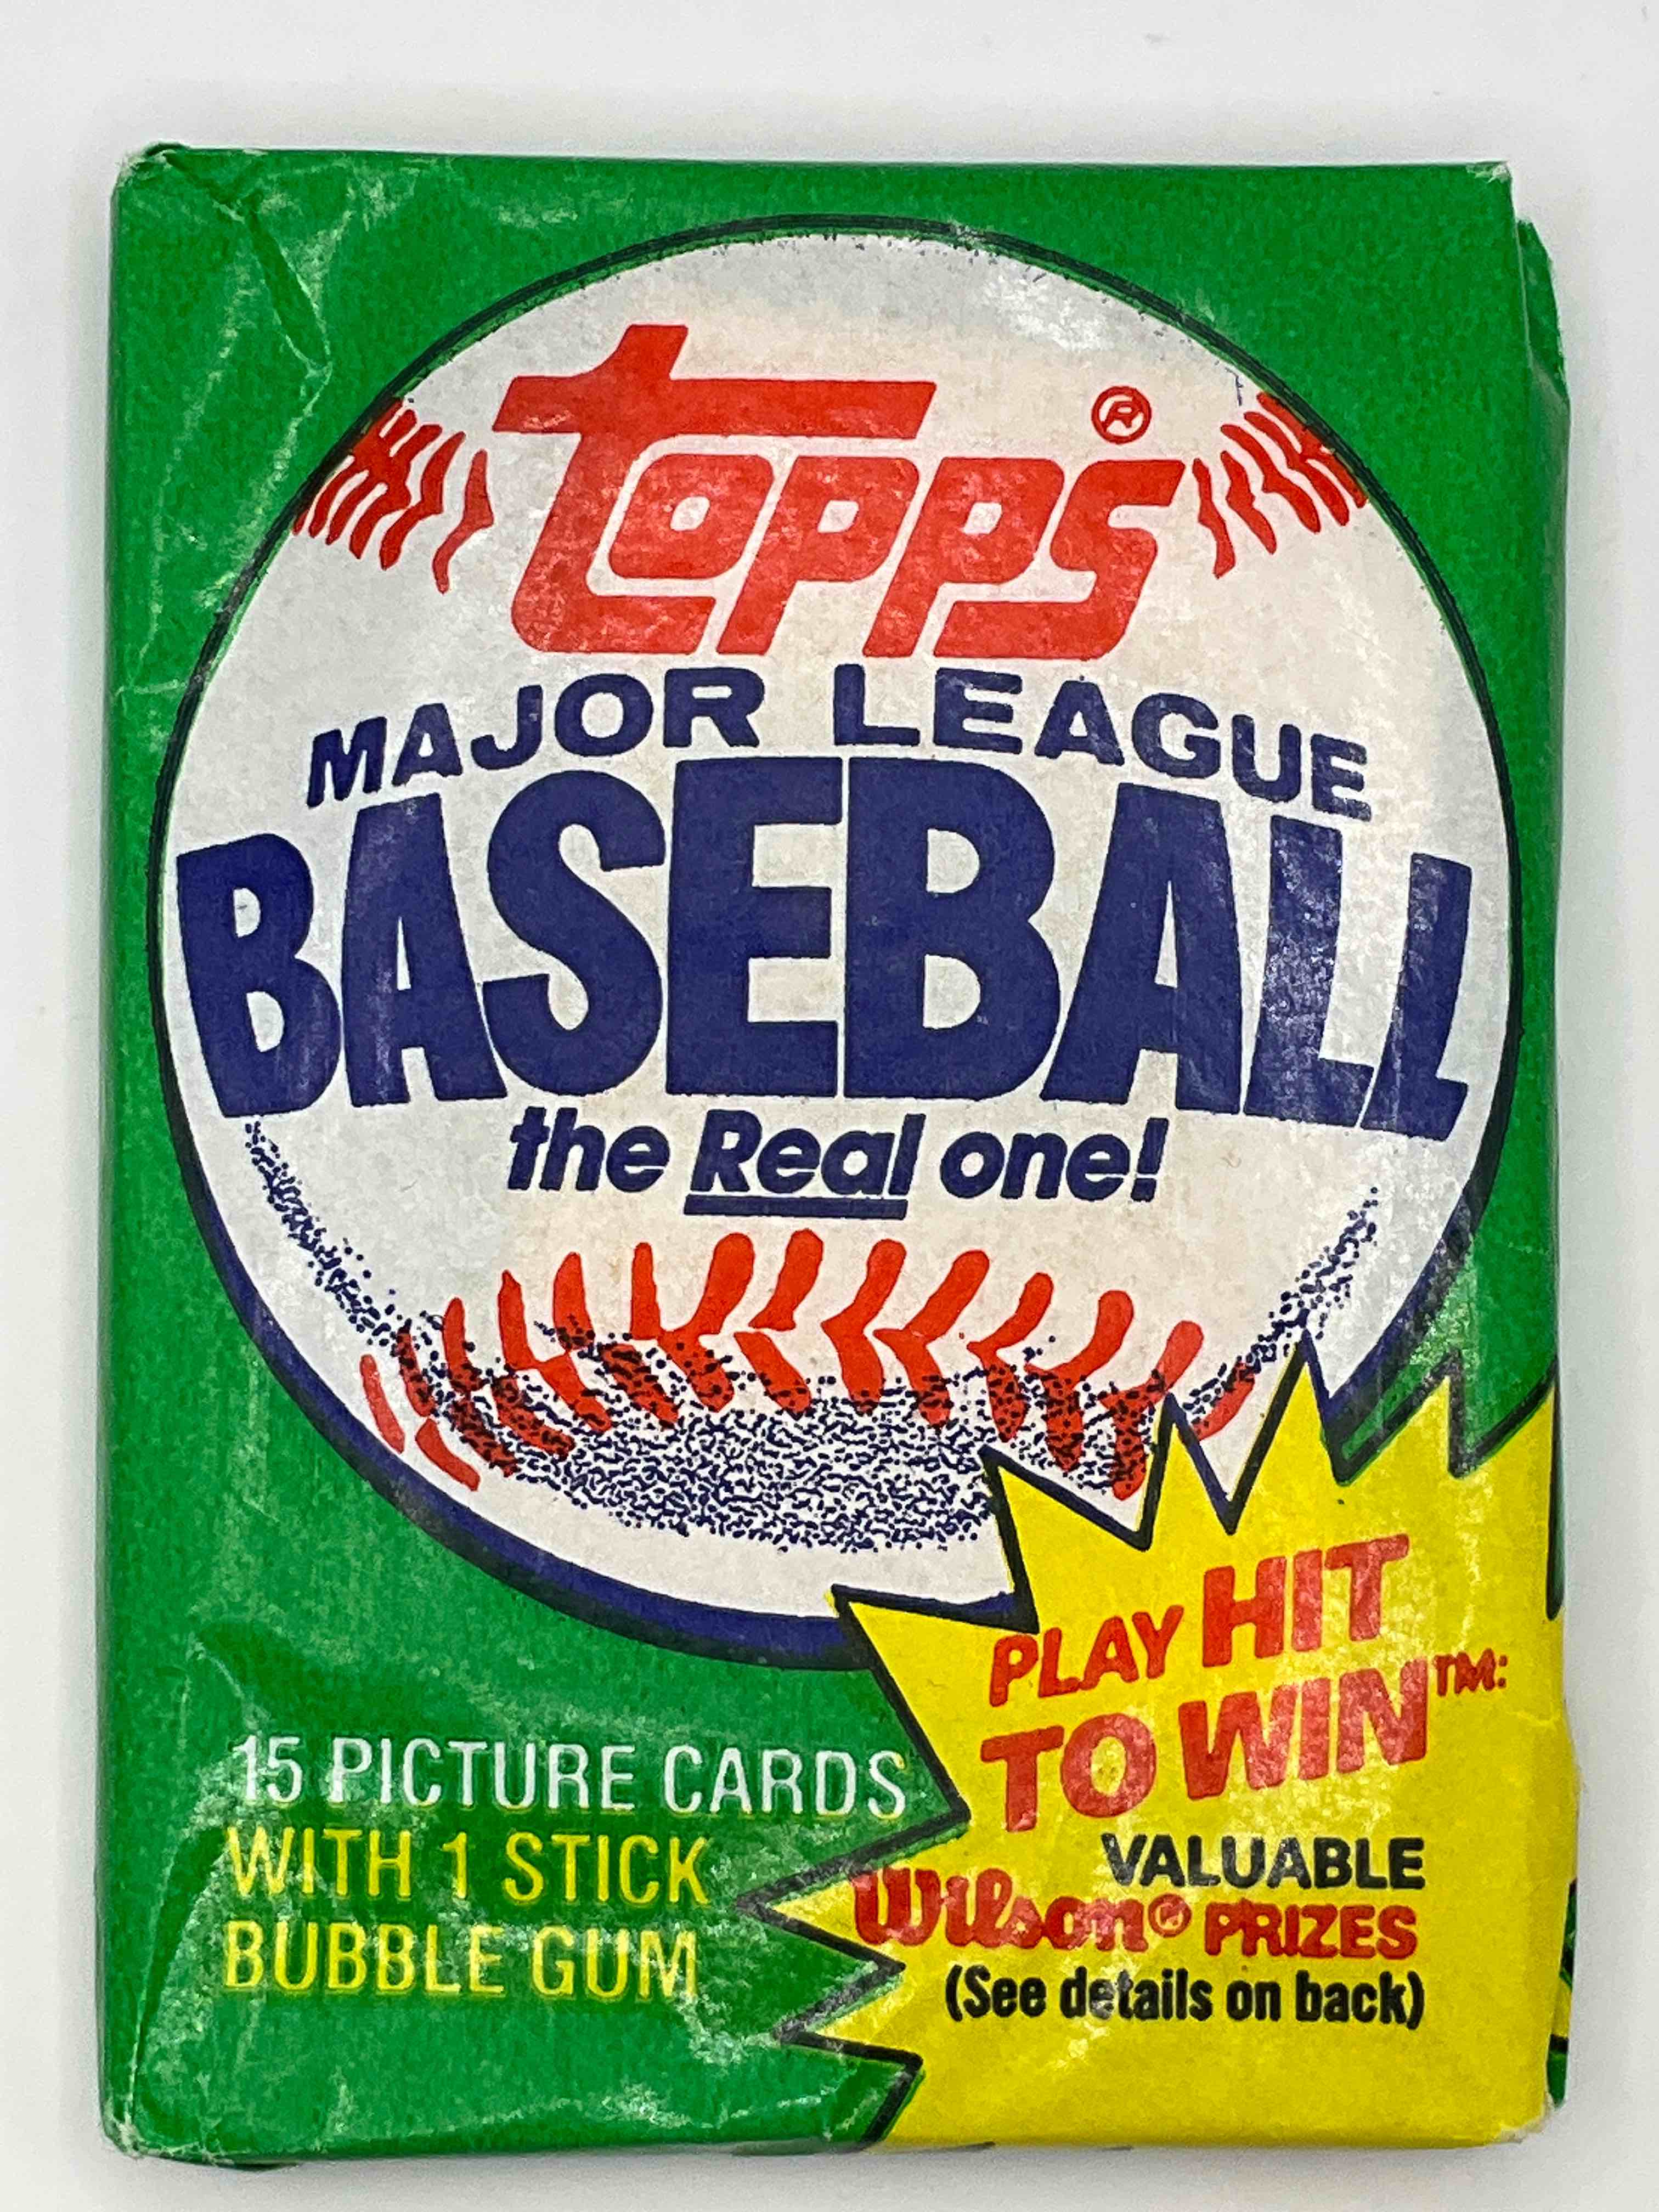 topps®
MAJOR LEAGUE
BASEBALL
the Real one!
PLAY HIT
TO WIN™:
VALUABLE
Wilson® PRIZES
(See details on back)
15 PICTURE CARDS
WITH 1 STICK
BUBBLE GUM